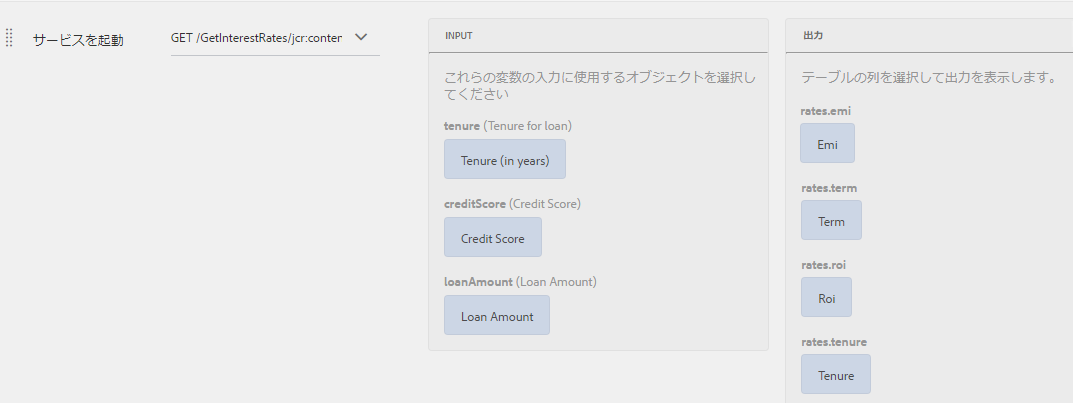 サービスを起動
GET /GetInterestRates/jcr:conter
INPUT
これらの変数の入力に使用するオブジェクトを選択し
てください
tenure (Tenure for loan)
Tenure (in years)
creditScore (Credit Score)
Credit Score
loanAmount (Loan Amount)
Loan Amount
出力
テーブルの列を選択して出力を表示します。
rates.emi
Emi
rates.term
Term
rates.roi
Roi
rates.tenure
Tenure